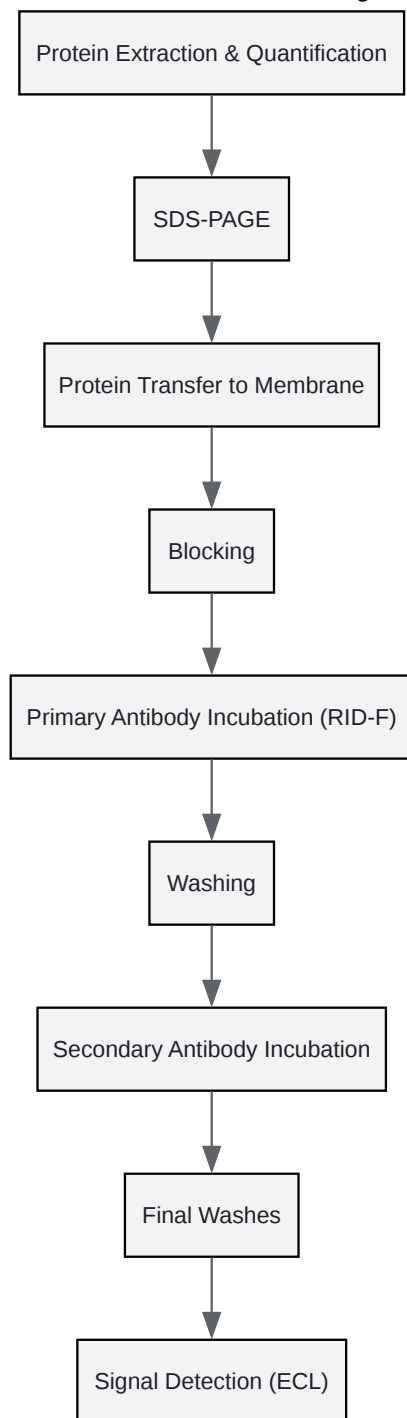 Protein Extraction & Quantification
SDS-PAGE
Protein Transfer to Membrane
Blocking
Primary Antibody Incubation (RID-F)
Washing
Secondary Antibody Incubation
Final Washes
Signal Detection (ECL)